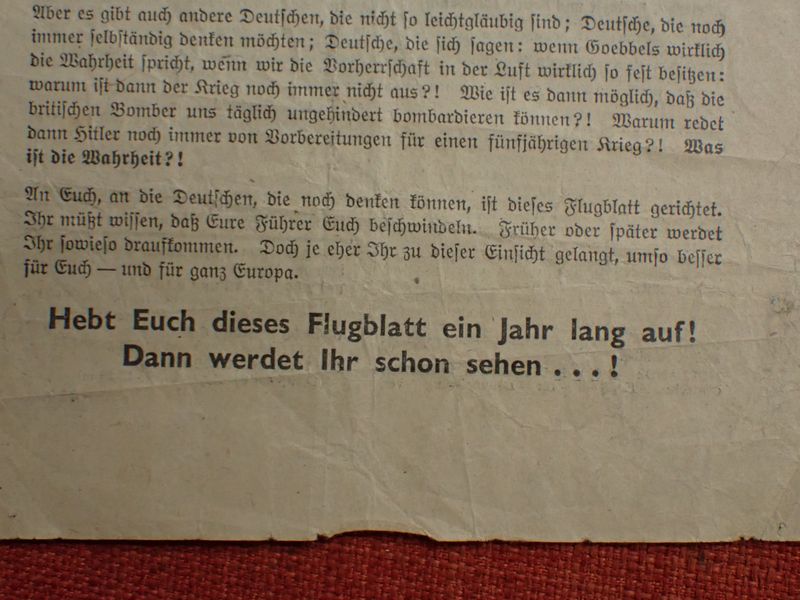 Aber es gibt auch andere Deutschen, die nicht so leichtgläubig sind; Deutsche, die noch
immer selbständig denken möchten; Deutsche, die sich sagen: wenn Goebbels wirklich
die Wahrheit spricht, wenn wir die Vorherrschaft in der Luft wirklich so fest besitzen:
warum ist dann der Krieg noch immer nicht aus?! Wie ist es dann möglich, daß die
britischen Bomber uns täglich ungehindert bombardieren können?! Warum redet
dann Hitler noch immer von Vorbereitungen für einen fünfjährigen Krieg?! Was
ist die Wahrheit?!
An Euch, an die Deutschen, die noch denken können, ist dieses Flugblatt gerichtet.
Ihr müßt wissen, daß Eure Führer Euch beschwindeln. Früher oder später werdet
Ihr sowieso draufkommen. Doch je eher Ihr zu dieser Einsicht gelangt, umso besser
für Euch — und für ganz Europa.
Hebt Euch dieses Flugblatt ein Jahr lang auf!
Dann werdet Ihr schon sehen . . . !